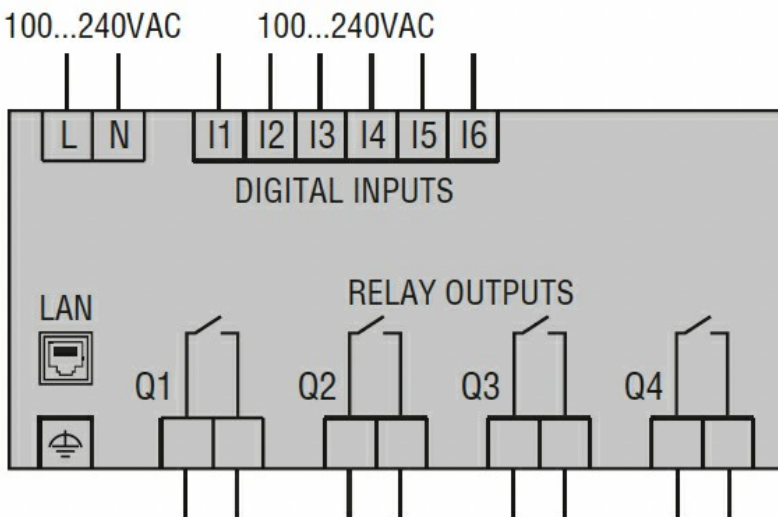 100...240VAC 100...240VAC
L N I1 I2 I3 I4 I5 I6
DIGITAL INPUTS
RELAY OUTPUTS
LAN
Q1 Q2 Q3 Q4